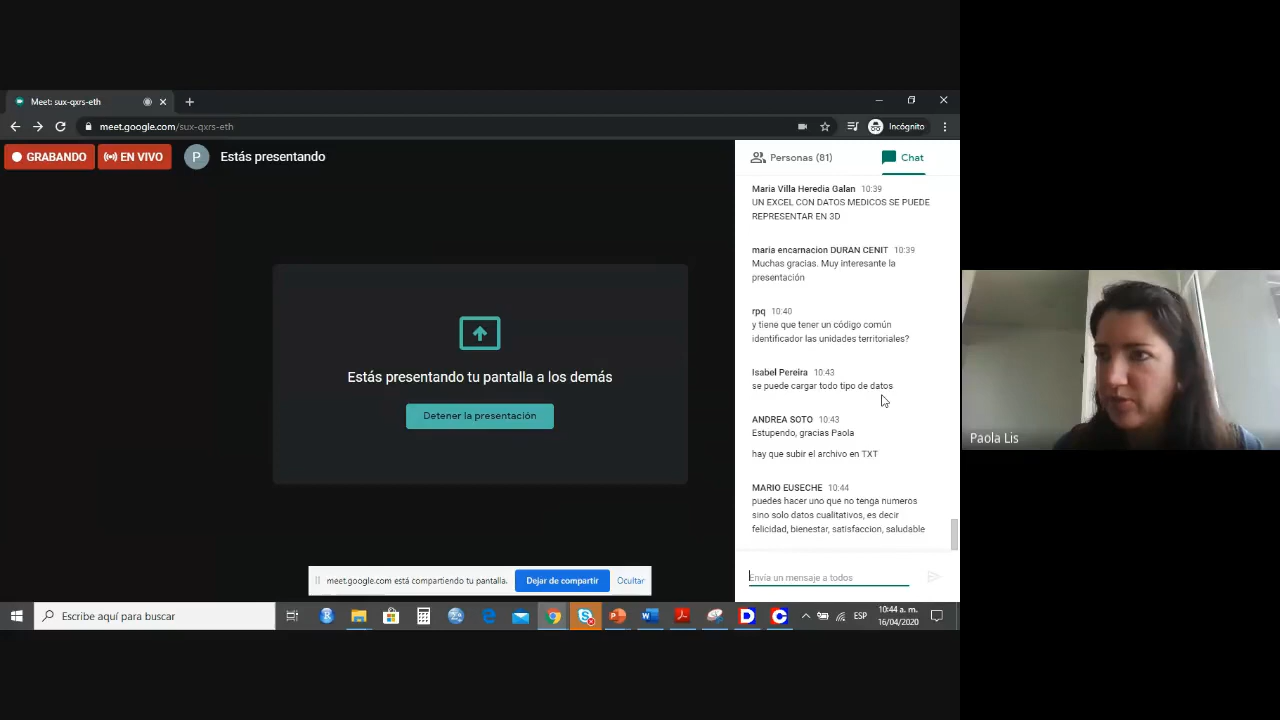 Meet: sux-qxrs-eth
meet.google.com/sux-qxrs-eth
Incógnito
GRABANDO
EN VIVO
P
Estás presentando
Personas (81)
Chat
Maria Villa Heredia Galan 10:39
UN EXCEL CON DATOS MEDICOS SE PUEDE
REPRESENTAR EN 3D
maria encarnacion DURAN CENIT 10:39
Muchas gracias. Muy interesante la
presentación
rpq 10:40
y tiene que tener un código común
identificador las unidades territoriales?
Isabel Pereira 10:43
se puede cargar todo tipo de datos
ANDREA SOTO 10:43
Estupendo, gracias Paola
hay que subir el archivo en TXT
MARIO EUSECHE 10:44
puedes hacer uno que no tenga numeros
sino solo datos cualitativos, es decir
felicidad, bienestar, satisfaccion, saludable
Estás presentando tu pantalla a los demás
Detener la presentación
Envía un mensaje a todos
meet.google.com está compartiendo tu pantalla.
Dejar de compartir
Ocultar
Escribe aquí para buscar
ESP
10:44 a. m.
16/04/2020
Paola Lis